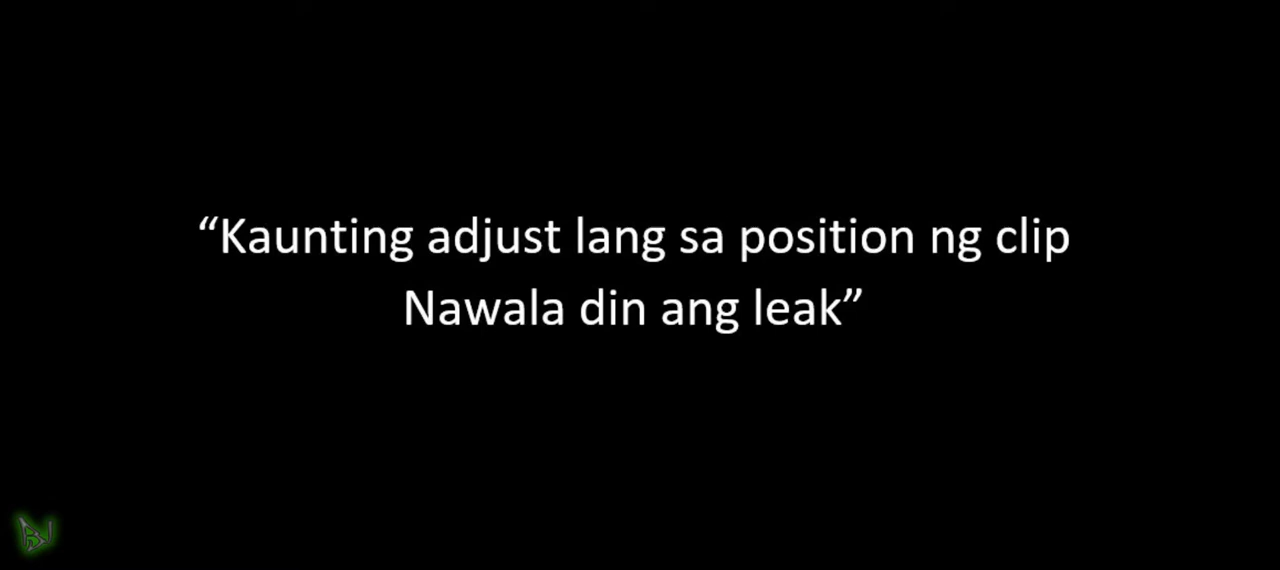 “Kaunting adjust lang sa position ng clip
Nawala din ang leak”